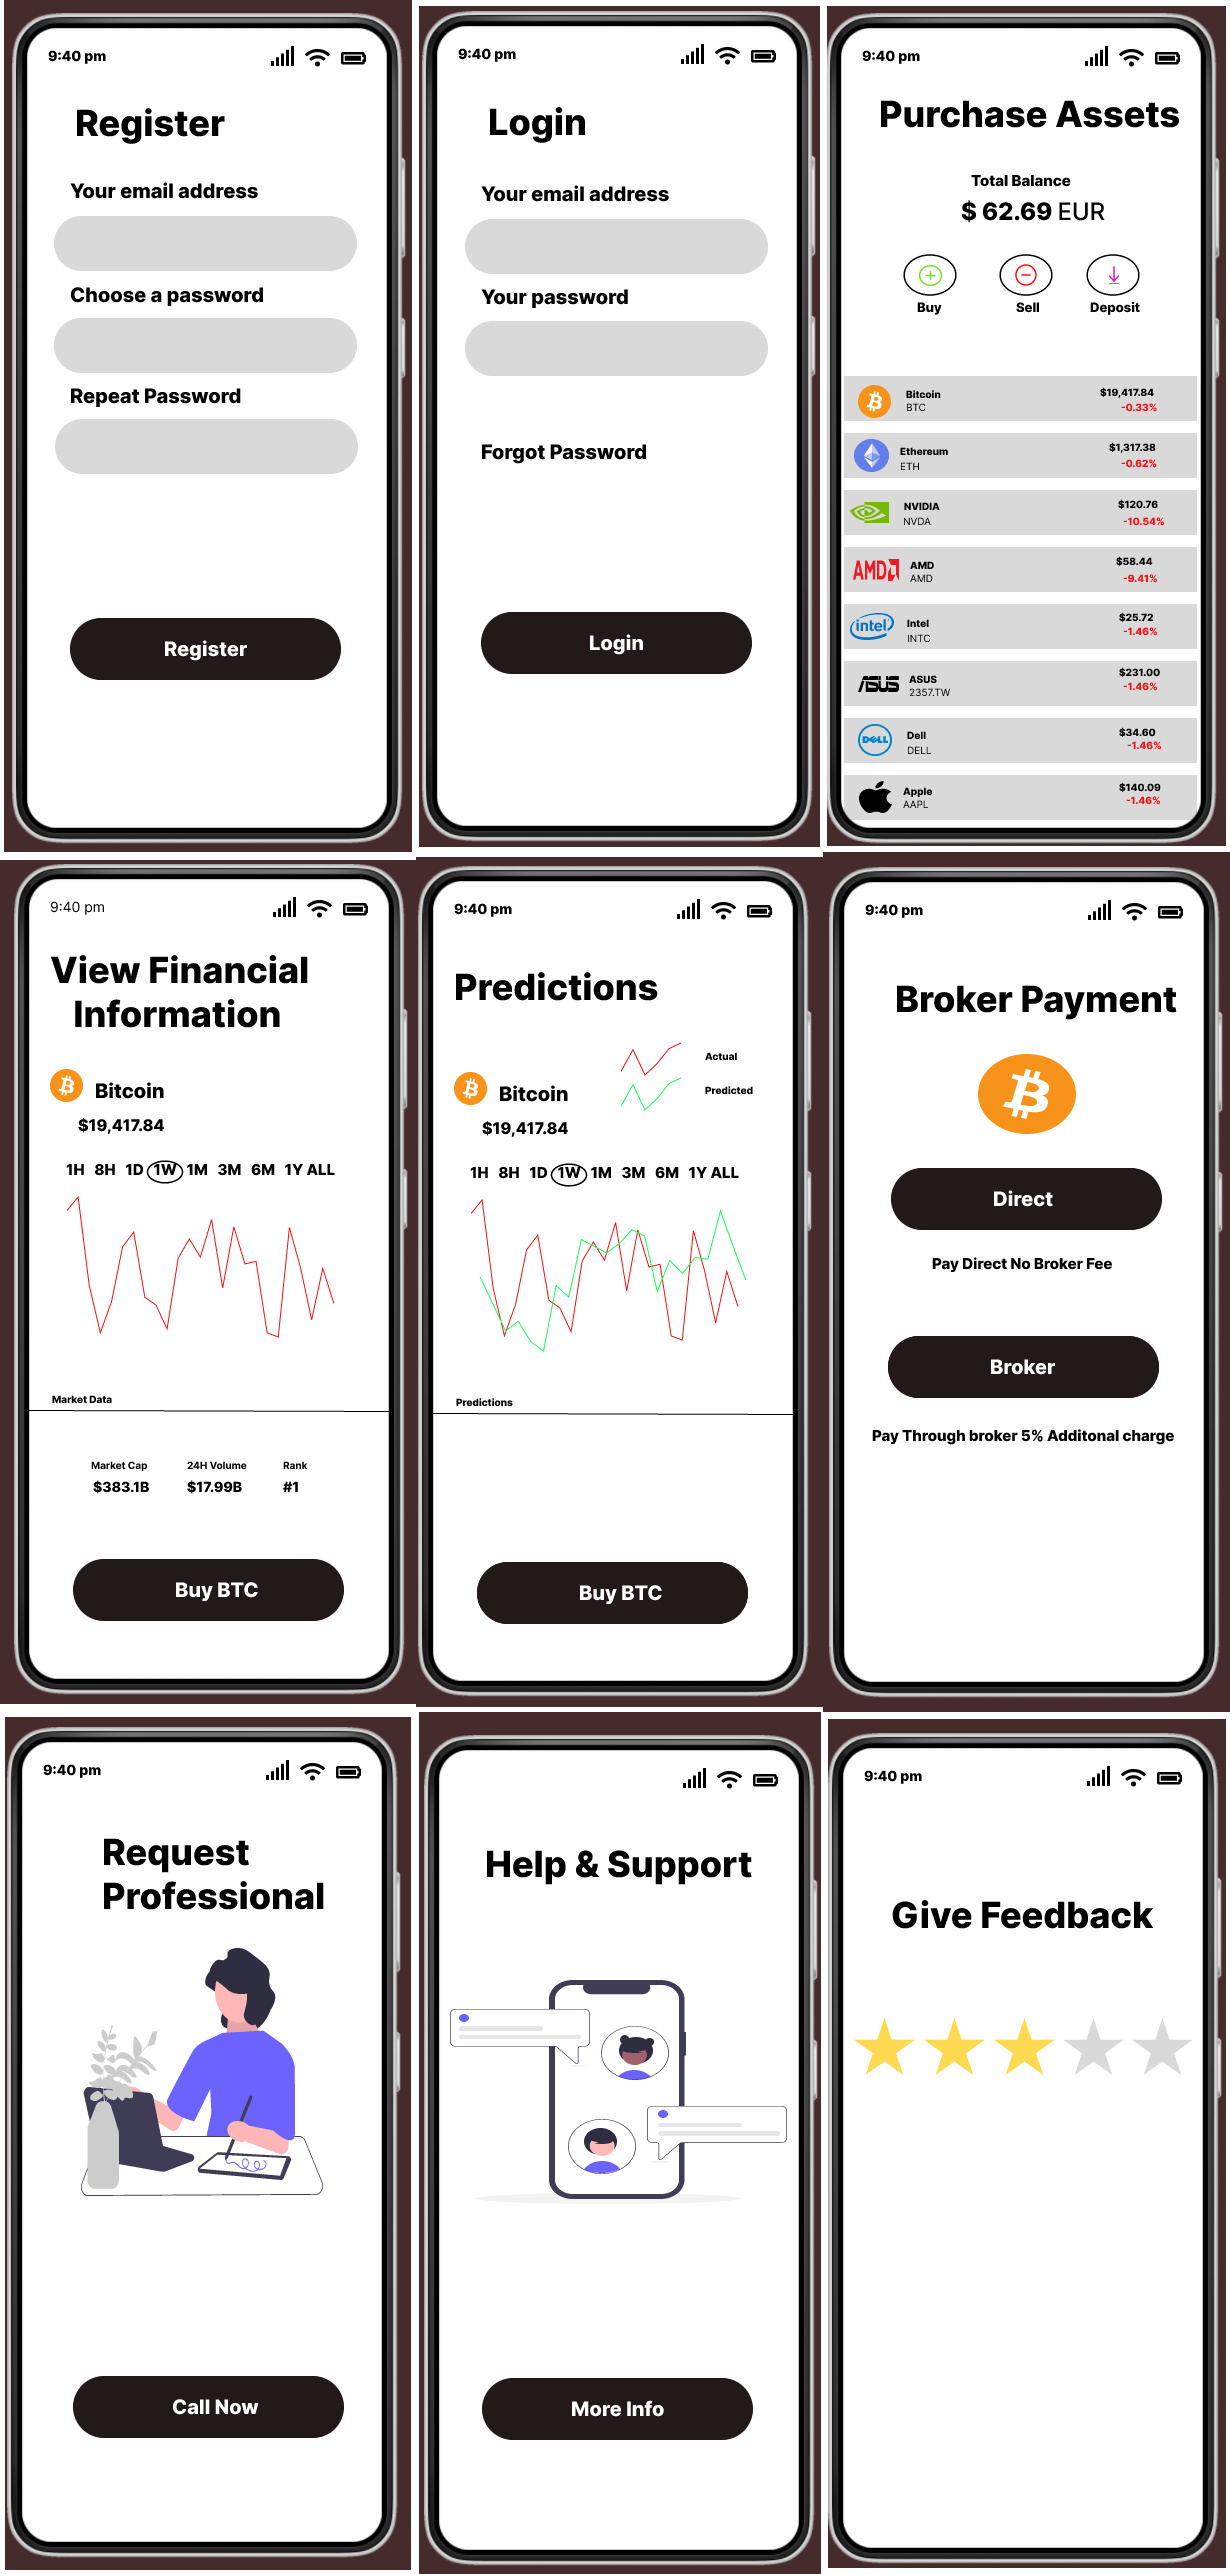 9:40 pm
Register
Your email address
Choose a password
Repeat Password
Register
9:40 pm
Login
Your email address
Your password
Forgot Password
Login
9:40 pm
Purchase Assets
Total Balance
$ 62.69 EUR
Buy Sell Deposit
Bitcoin $19,417.84
BTC -0.33%
Ethereum $1,317.38
ETH -0.62%
NVIDIA $120.76
NVDA -10.54%
AMD AMD $58.44
AMD -9.41%
intel Intel $25.72
INTC -1.46%
ASUS ASUS $231.00
2357.TW -1.46%
DELL Dell $34.60
DELL -1.46%
Apple $140.09
AAPL -1.46%
9:40 pm
View Financial
Information
Bitcoin
$19,417.84
1H 8H 1D 1W 1M 3M 6M 1Y ALL
Market Data
Market Cap 24H Volume Rank
$383.1B $17.99B #1
Buy BTC
9:40 pm
Predictions
Actual
Predicted
Bitcoin
$19,417.84
1H 8H 1D 1W 1M 3M 6M 1Y ALL
Predictions
Buy BTC
9:40 pm
Broker Payment
Direct
Pay Direct No Broker Fee
Broker
Pay Through broker 5% Additonal charge
9:40 pm
Request
Professional
Call Now
Help & Support
More Info
9:40 pm
Give Feedback